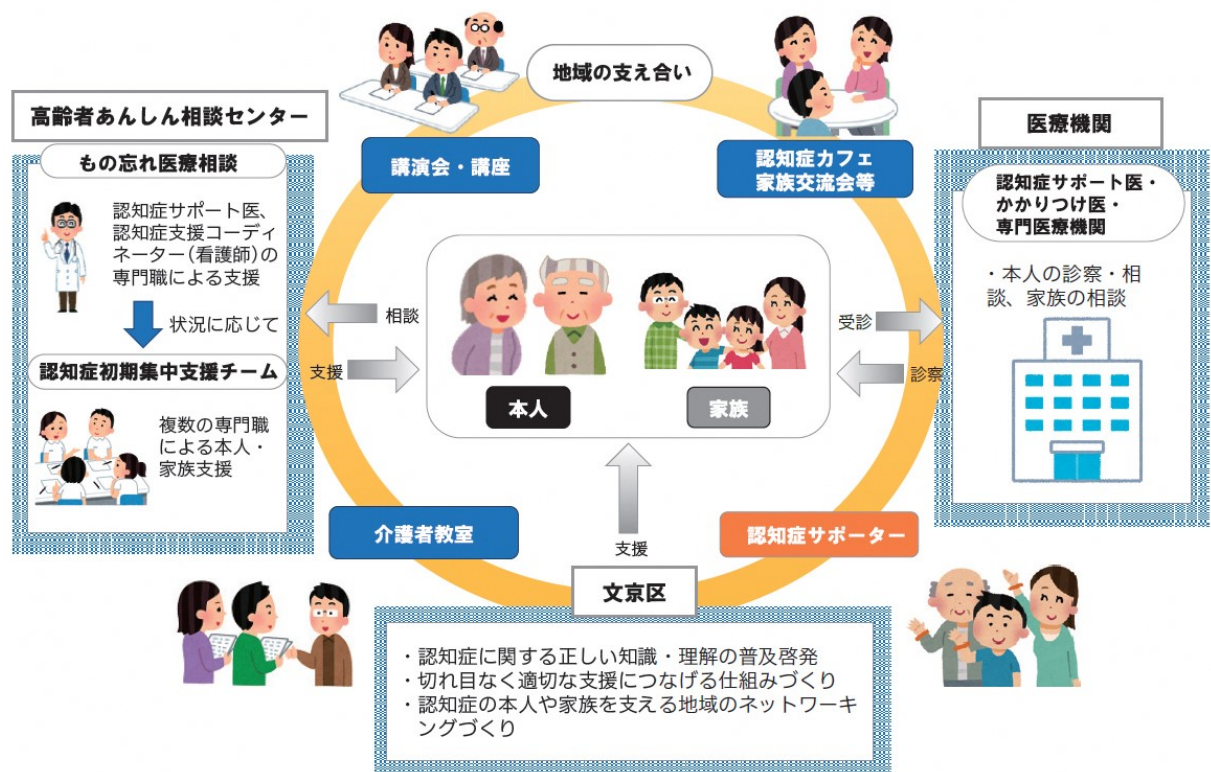 地域の支え合い
高齢者あんしん相談センター
もの忘れ医療相談
認知症サポート医、
認知症支援コーディ
ネーター(看護師)の
専門職による支援
状況に応じて
認知症初期集中支援チーム
複数の専門職
による本人・
家族支援
講演会・講座
認知症カフェ
家族交流会等
医療機関
認知症サポート医・
かかりつけ医・
専門医療機関
・本人の診察・相
談、家族の相談
相談
支援
本人
家族
受診
診察
介護者教室
支援
認知症サポーター
文京区
・認知症に関する正しい知識・理解の普及啓発
・切れ目なく適切な支援につなげる仕組みづくり
・認知症の本人や家族を支える地域のネットワーキ
ングづくり